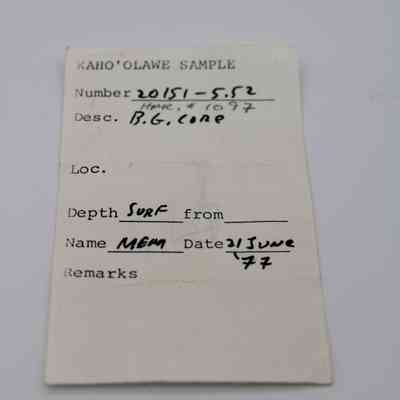 KAHO'OLAWE SAMPLE
Number 20151-5.52
HMR. # 1097
Desc. B.G. CORE
Loc.
Depth SURF from
Name MEM Date 21 JUNE
'77
Remarks